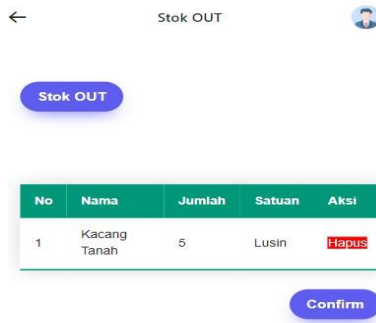 Stok OUT
Stok OUT
No Nama Jumlah Satuan Aksi
1 Kacang Tanah 5 Lusin Hapus
Confirm